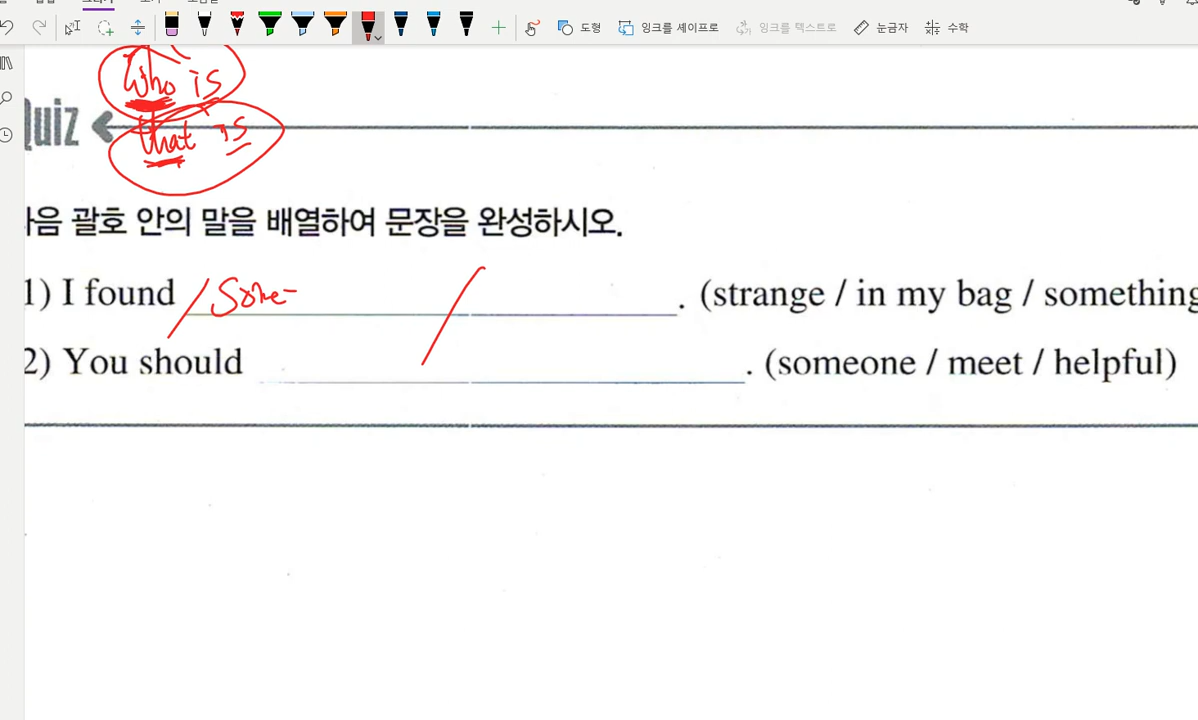 도형 잉크를 셰이프로 잉크를 텍스트로 눈금자 수학
who is
Quiz
that is
다음 괄호 안의 말을 배열하여 문장을 완성하시오.
1) I found / Some- / . (strange / in my bag / something
2) You should . (someone / meet / helpful)